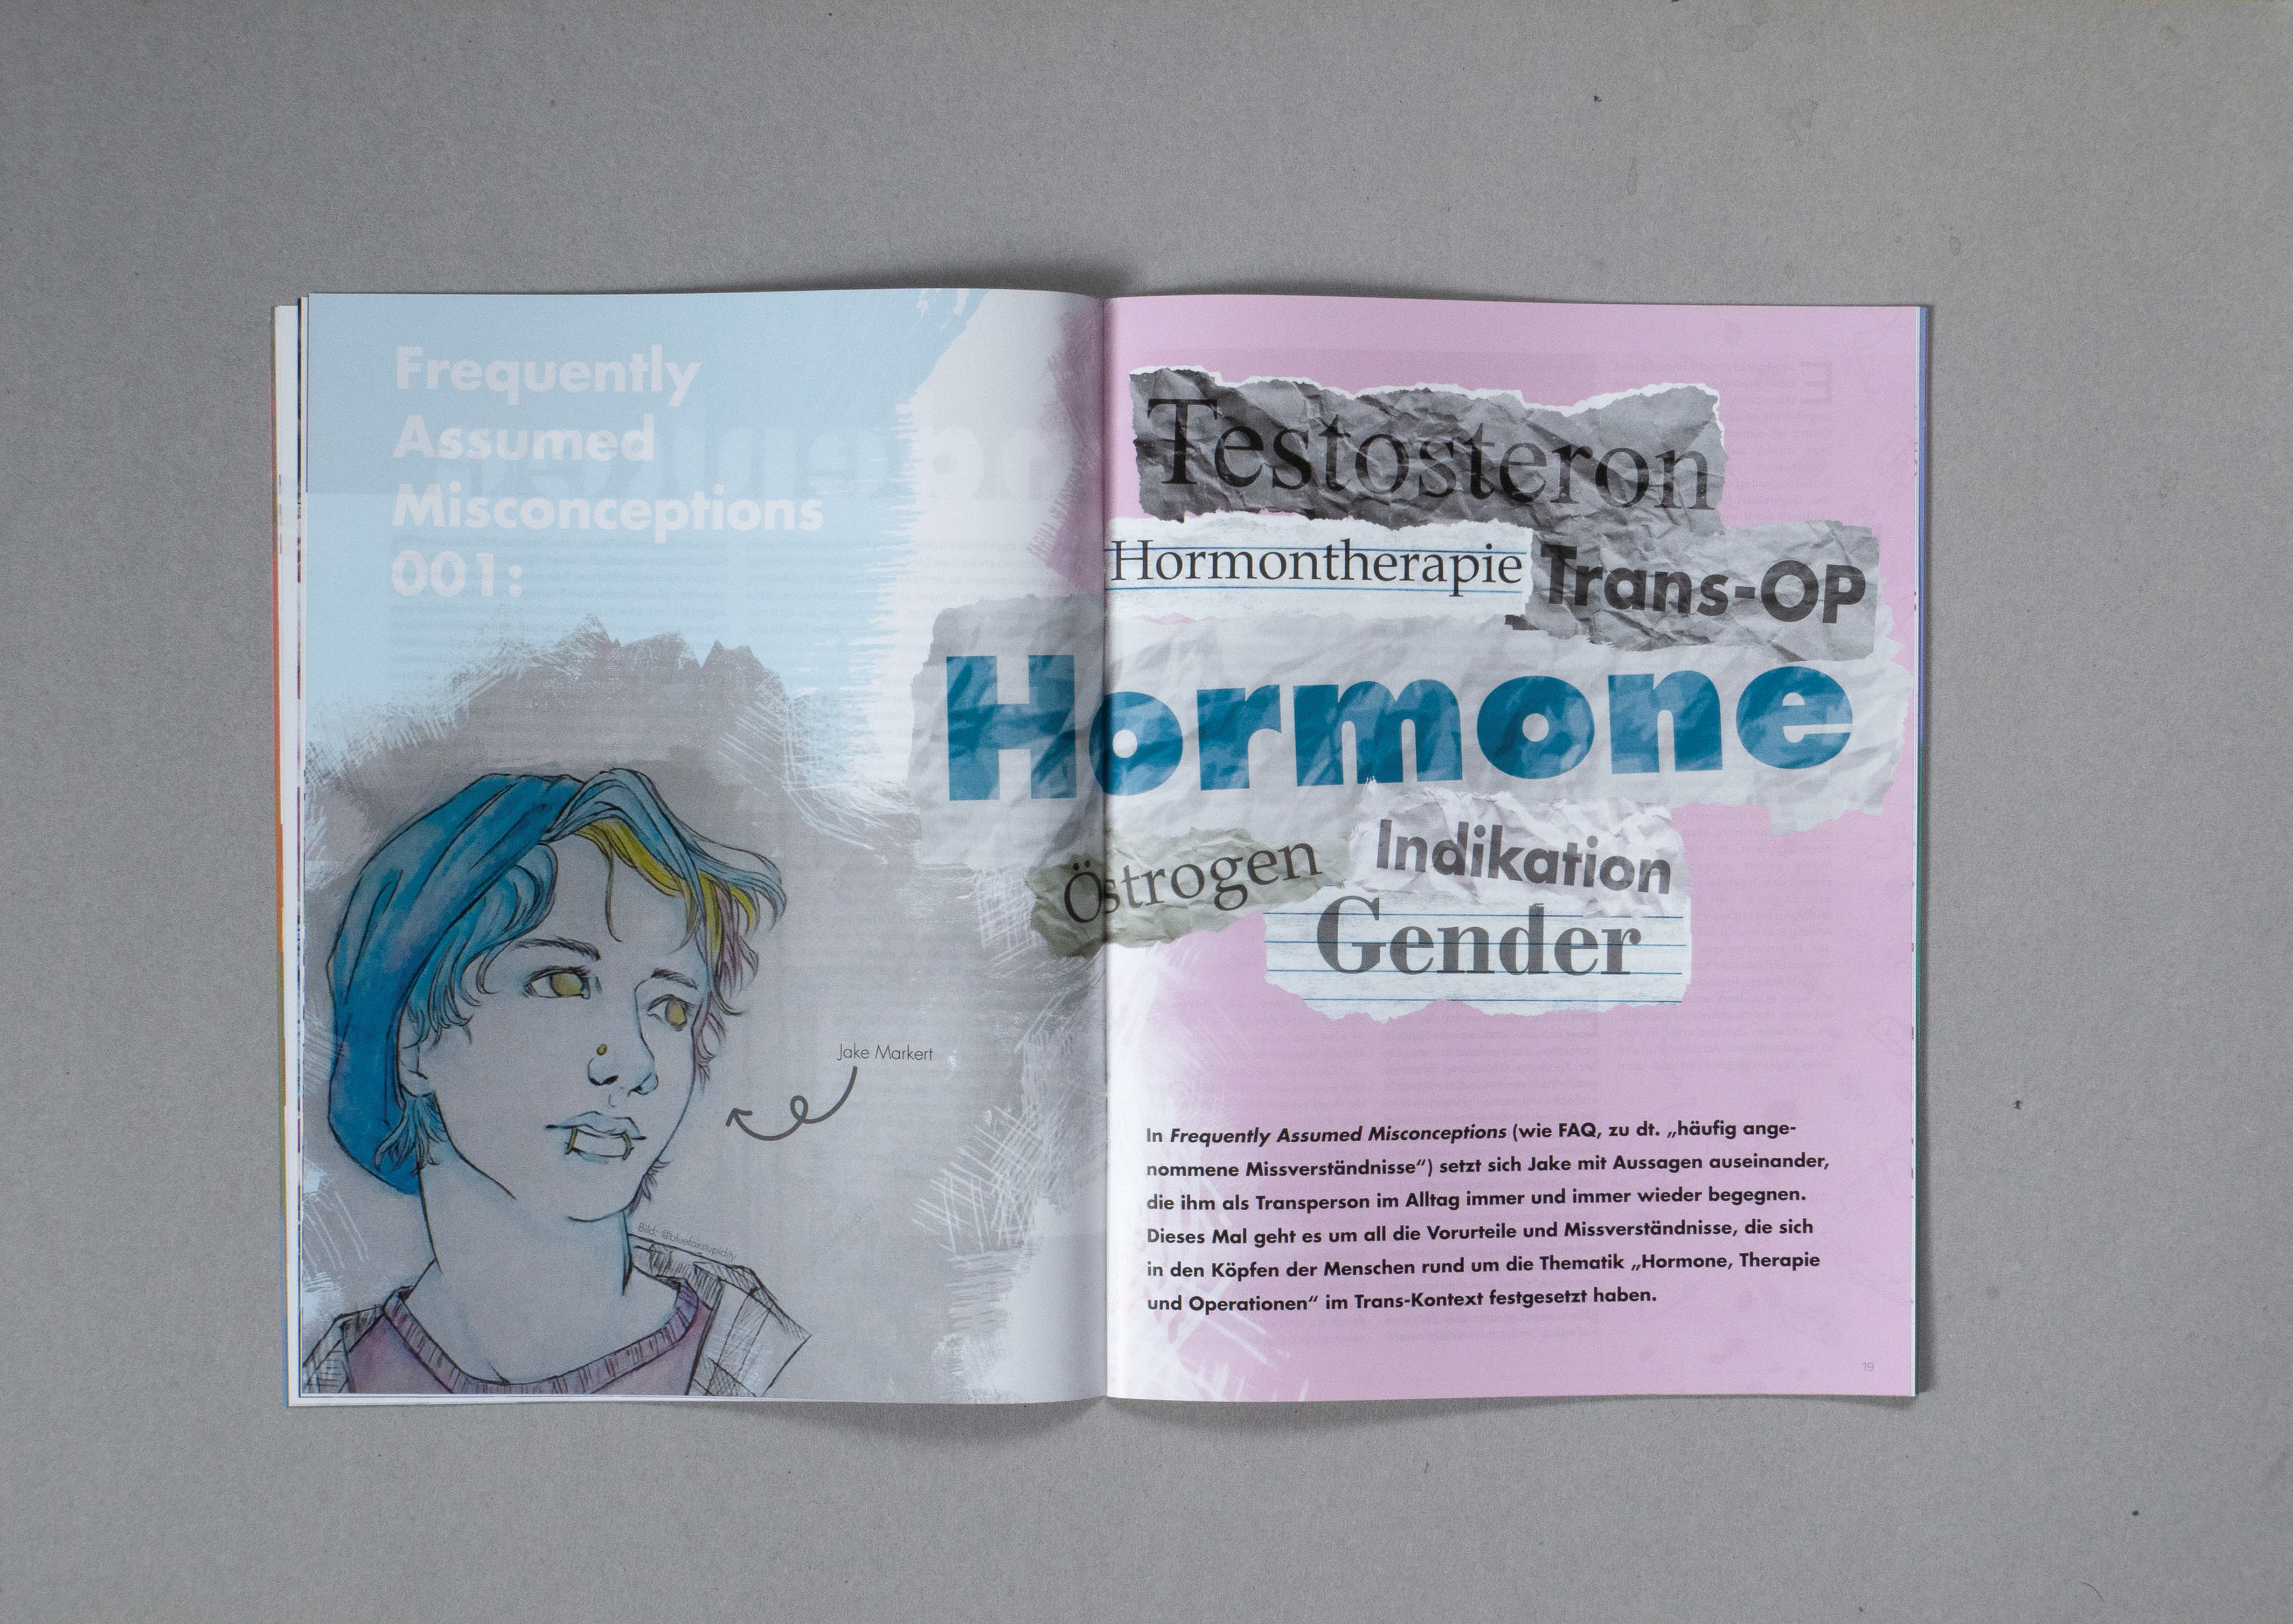 Frequently
Assumed
Misconceptions
001:
Jake Markert
Bild: @bluefoxstupidity
Testosteron
Hormontherapie
Trans-OP
Hormone
Östrogen
Indikation
Gender
In Frequently Assumed Misconceptions (wie FAQ, zu dt. „häufig ange-
nommene Missverständnisse“) setzt sich Jake mit Aussagen auseinander,
die ihm als Transperson im Alltag immer und immer wieder begegnen.
Dieses Mal geht es um all die Vorurteile und Missverständnisse, die sich
in den Köpfen der Menschen rund um die Thematik „Hormone, Therapie
und Operationen“ im Trans-Kontext festgesetzt haben.
19